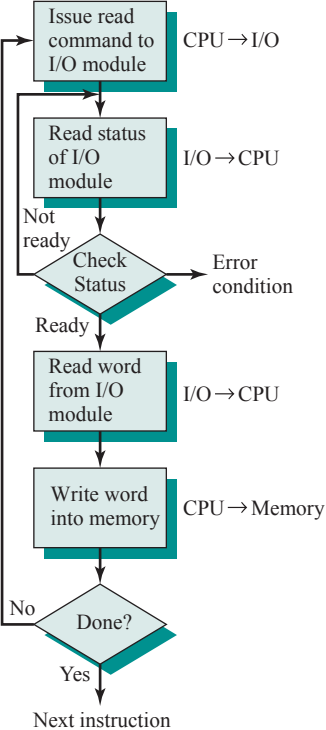 Issue read
command to
I/O module
CPU → I/O
Read status
of I/O
module
I/O → CPU
Not
ready
Check
Status
Error
condition
Ready
Read word
from I/O
module
I/O → CPU
Write word
into memory
CPU → Memory
No
Done?
Yes
Next instruction